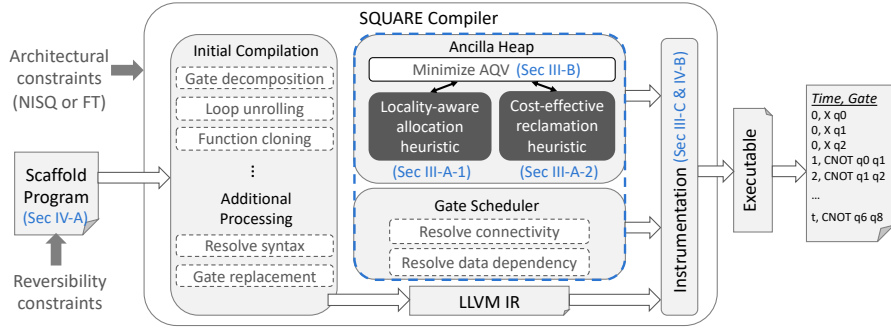 SQUARE Compiler
Architectural
constraints
(NISQ or FT)
Scaffold
Program
(Sec IV-A)
Reversibility
constraints
Initial Compilation
Gate decomposition
Loop unrolling
Function cloning
⋮
Additional
Processing
Resolve syntax
Gate replacement
Ancilla Heap
Minimize AQV (Sec III-B)
Locality-aware
allocation
heuristic
(Sec III-A-1)
Cost-effective
reclamation
heuristic
(Sec III-A-2)
Gate Scheduler
Resolve connectivity
Resolve data dependency
LLVM IR
Instrumentation (Sec III-C & IV-B)
Executable
Time, Gate
0, X q0
0, X q1
0, X q2
1, CNOT q0 q1
2, CNOT q1 q2
...
t, CNOT q6 q8